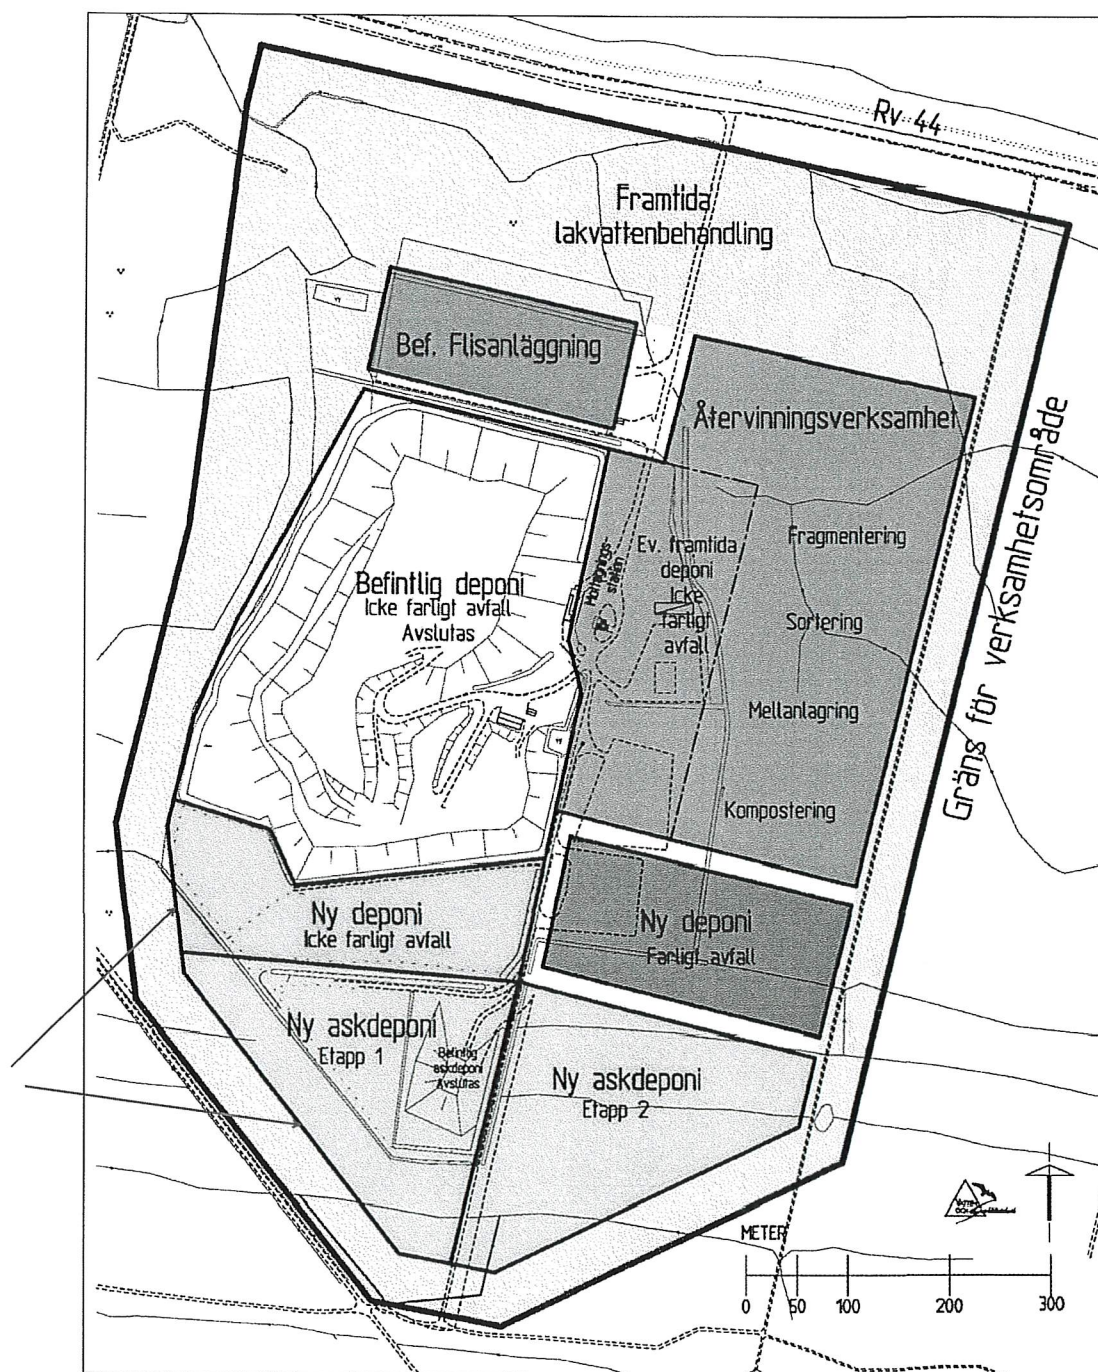 Rv 44
Framtida
lakvattenbehandling
Bef. Flisanläggning
Återvinningsverksamhet
Gräns för verksamhetsområde
Fragmentering
Ev. framtida
deponi
Icke
farligt
avfall
Befintlig deponi
Icke farligt avfall
Avslutas
Sortering
Mellanlagring
Kompostering
Ny deponi
Icke farligt avfall
Ny deponi
Farligt avfall
Ny askdeponi
Etapp 1
Befintlig
askdeponi
Avslutas
Ny askdeponi
Etapp 2
METER
0 50 100 200 300